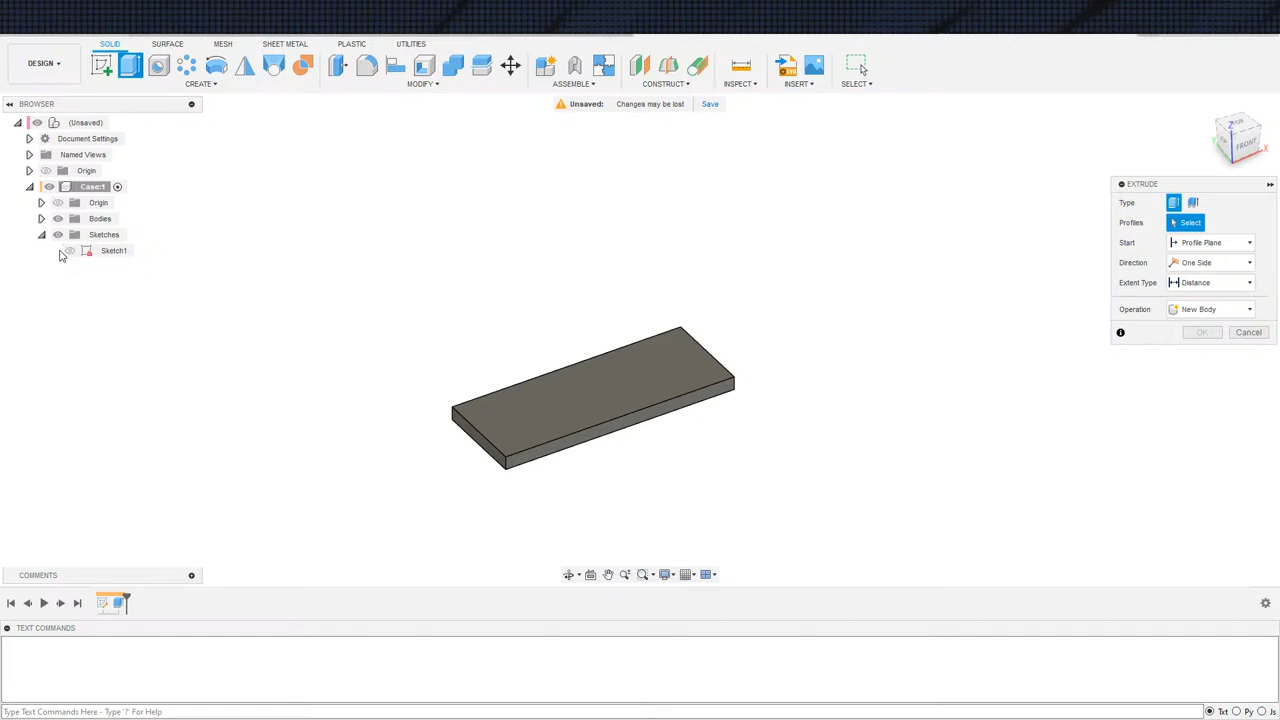 SOLID SURFACE MESH SHEET METAL PLASTIC UTILITIES
DESIGN
CREATE MODIFY ASSEMBLE CONSTRUCT INSPECT INSERT SELECT
BROWSER
Unsaved: Changes may be lost Save
(Unsaved)
Document Settings
Named Views
Origin
Case:1
Origin
Bodies
Sketches
Sketch1
Z
X
FRONT
EXTRUDE
Type
Profiles Select
Start Profile Plane
Direction One Side
Extent Type Distance
Operation New Body
OK Cancel
COMMENTS
TEXT COMMANDS
Type Text Commands Here - Type '?' For Help
Txt Py Js